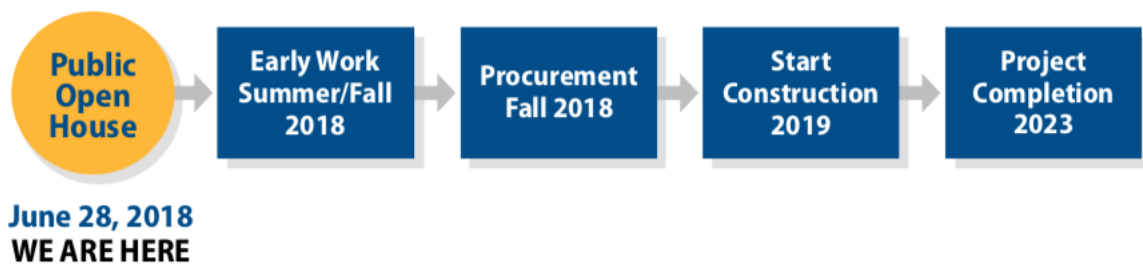 Public
Open
House
Early Work
Summer/Fall
2018
Procurement
Fall 2018
Start
Construction
2019
Project
Completion
2023
June 28, 2018
WE ARE HERE